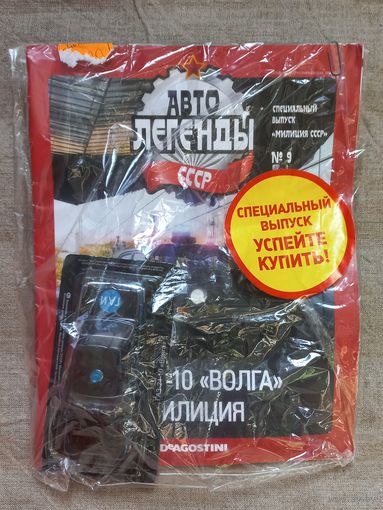 АВТО
ЛЕГЕНДЫ
СССР
СПЕЦИАЛЬНЫЙ
ВЫПУСК
«МИЛИЦИЯ СССР»
№ 9
СПЕЦИАЛЬНЫЙ
ВЫПУСК
УСПЕЙТЕ
КУПИТЬ!
-10 «ВОЛГА»
ИЛИЦИЯ
DEAGOSTINI